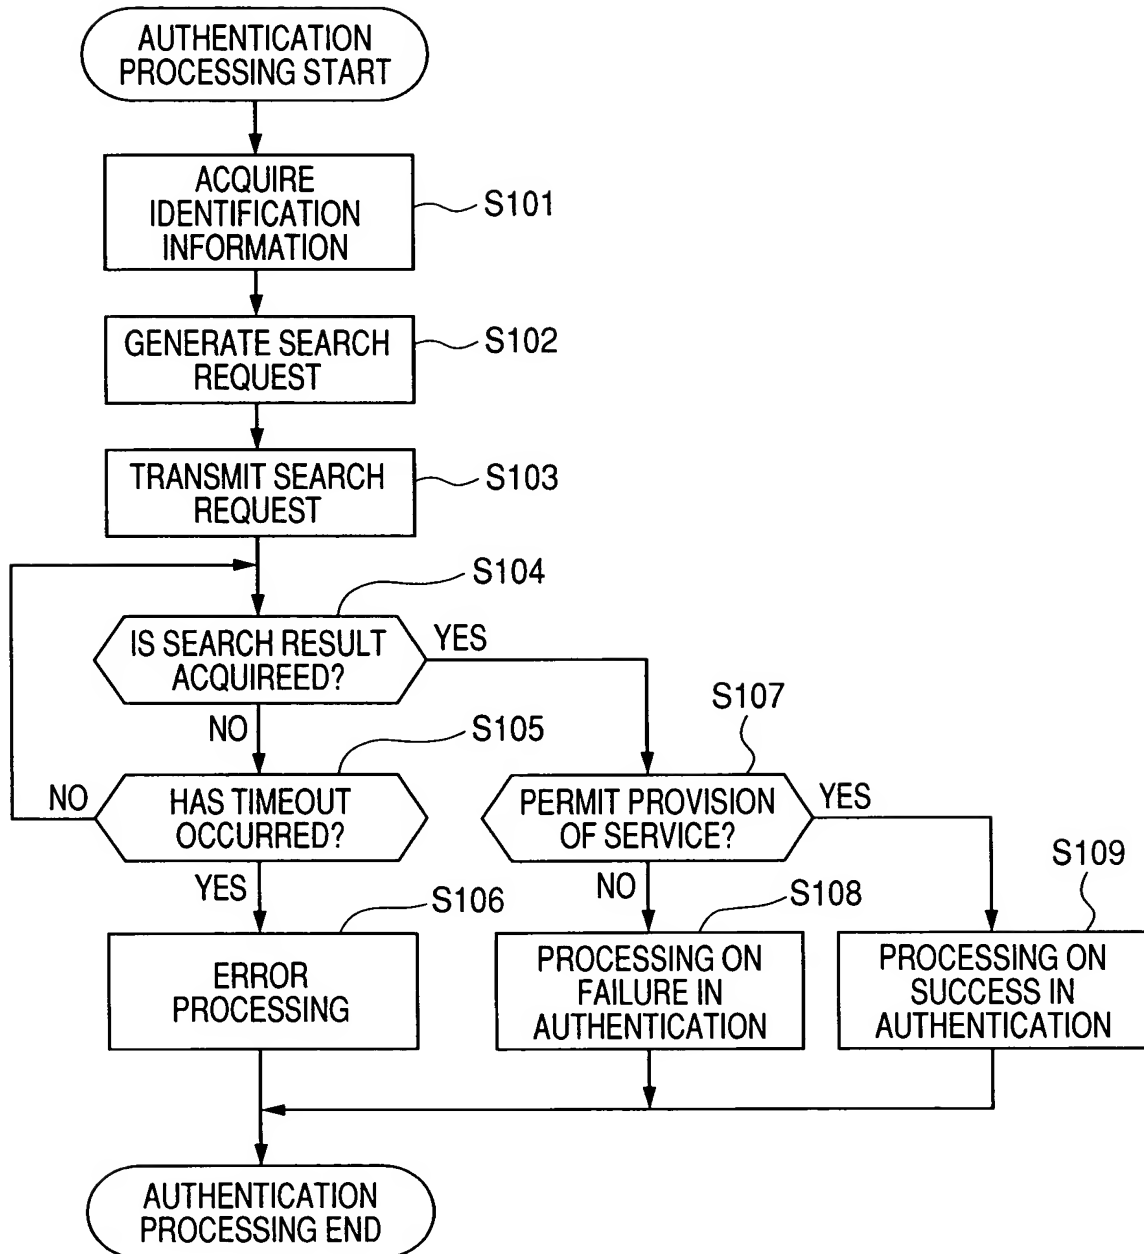 AUTHENTICATION
PROCESSING START
ACQUIRE
IDENTIFICATION
INFORMATION
S101
GENERATE SEARCH
REQUEST
S102
TRANSMIT SEARCH
REQUEST
S103
S104
IS SEARCH RESULT
ACQUIREED?
YES
NO
S105
S107
NO
HAS TIMEOUT
OCCURRED?
PERMIT PROVISION
OF SERVICE?
YES
YES
S106
NO
S108
S109
ERROR
PROCESSING
PROCESSING ON
FAILURE IN
AUTHENTICATION
PROCESSING ON
SUCCESS IN
AUTHENTICATION
AUTHENTICATION
PROCESSING END